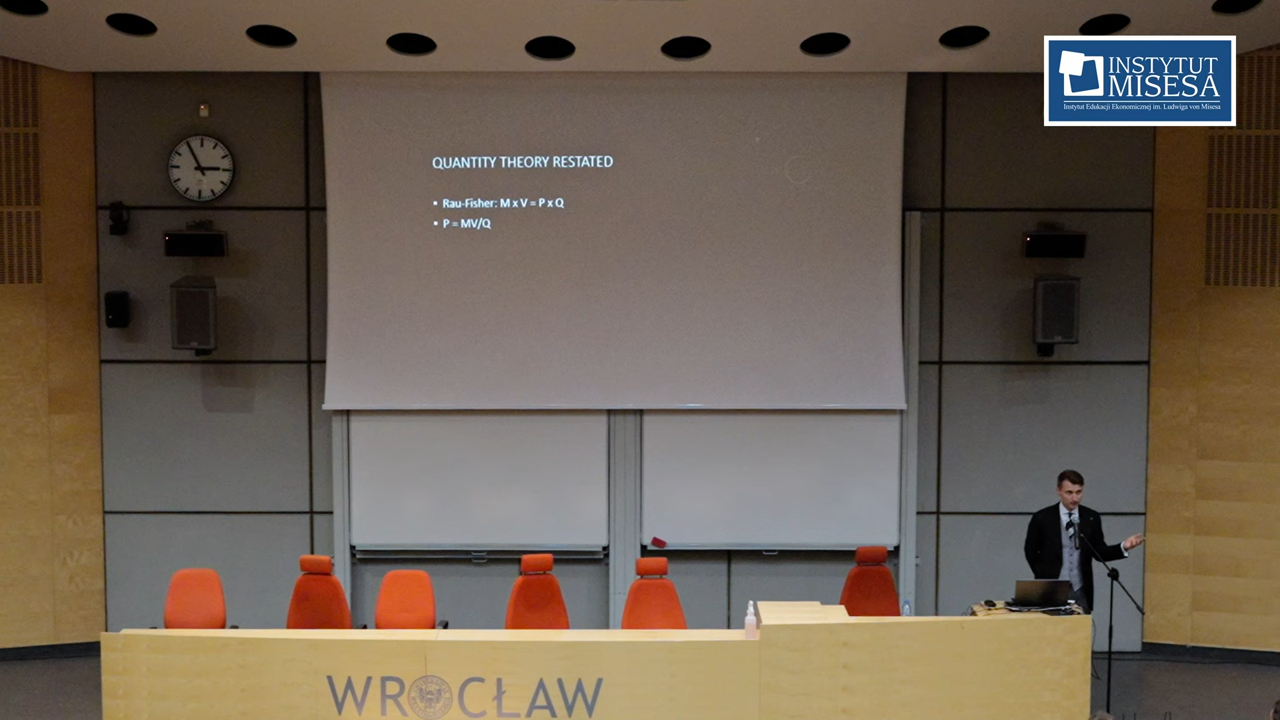 INSTYTUT
MISESA
Instytut Edukacji Ekonomicznej im. Ludwiga von Misesa
QUANTITY THEORY RESTATED
▪ Rau-Fisher: M x V = P x Q
▪ P = MV/Q
WROCŁAW